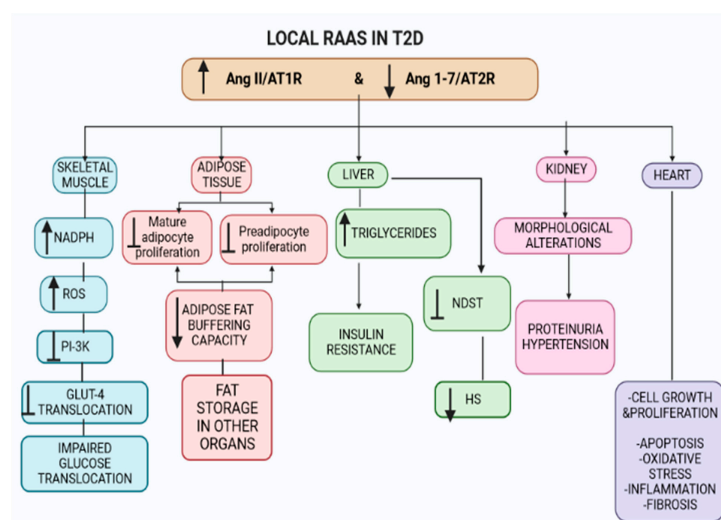 LOCAL RAAS IN T2D
Ang II/AT1R & Ang 1-7/AT2R
SKELETAL
MUSCLE
NADPH
ROS
PI-3K
GLUT-4
TRANSLOCATION
IMPAIRED
GLUCOSE
TRANSLOCATION
ADIPOSE
TISSUE
Mature
adipocyte
proliferation
Preadipocyte
proliferation
ADIPOSE FAT
BUFFERING
CAPACITY
FAT
STORAGE
IN OTHER
ORGANS
LIVER
TRIGLYCERIDES
INSULIN
RESISTANCE
NDST
HS
KIDNEY
MORPHOLOGICAL
ALTERATIONS
PROTEINURIA
HYPERTENSION
HEART
-CELL GROWTH
&PROLIFERATION
-APOPTOSIS
-OXIDATIVE
STRESS
-INFLAMMATION
-FIBROSIS